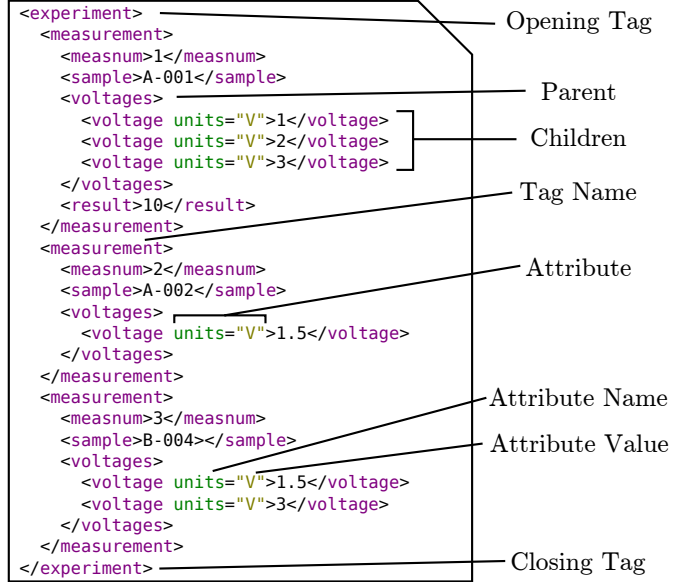 <experiment>
Opening Tag
  <measurement>
    <measnum>1</measnum>
    <sample>A-001</sample>
    <voltages>
Parent
      <voltage units="V">1</voltage>
      <voltage units="V">2</voltage>
Children
      <voltage units="V">3</voltage>
    </voltages>
    <result>10</result>
Tag Name
  </measurement>
  <measurement>
    <measnum>2</measnum>
Attribute
    <sample>A-002</sample>
    <voltages>
      <voltage units="V">1.5</voltage>
    </voltages>
  </measurement>
  <measurement>
Attribute Name
    <measnum>3</measnum>
    <sample>B-004></sample>
Attribute Value
    <voltages>
      <voltage units="V">1.5</voltage>
      <voltage units="V">3</voltage>
    </voltages>
  </measurement>
</experiment>
Closing Tag